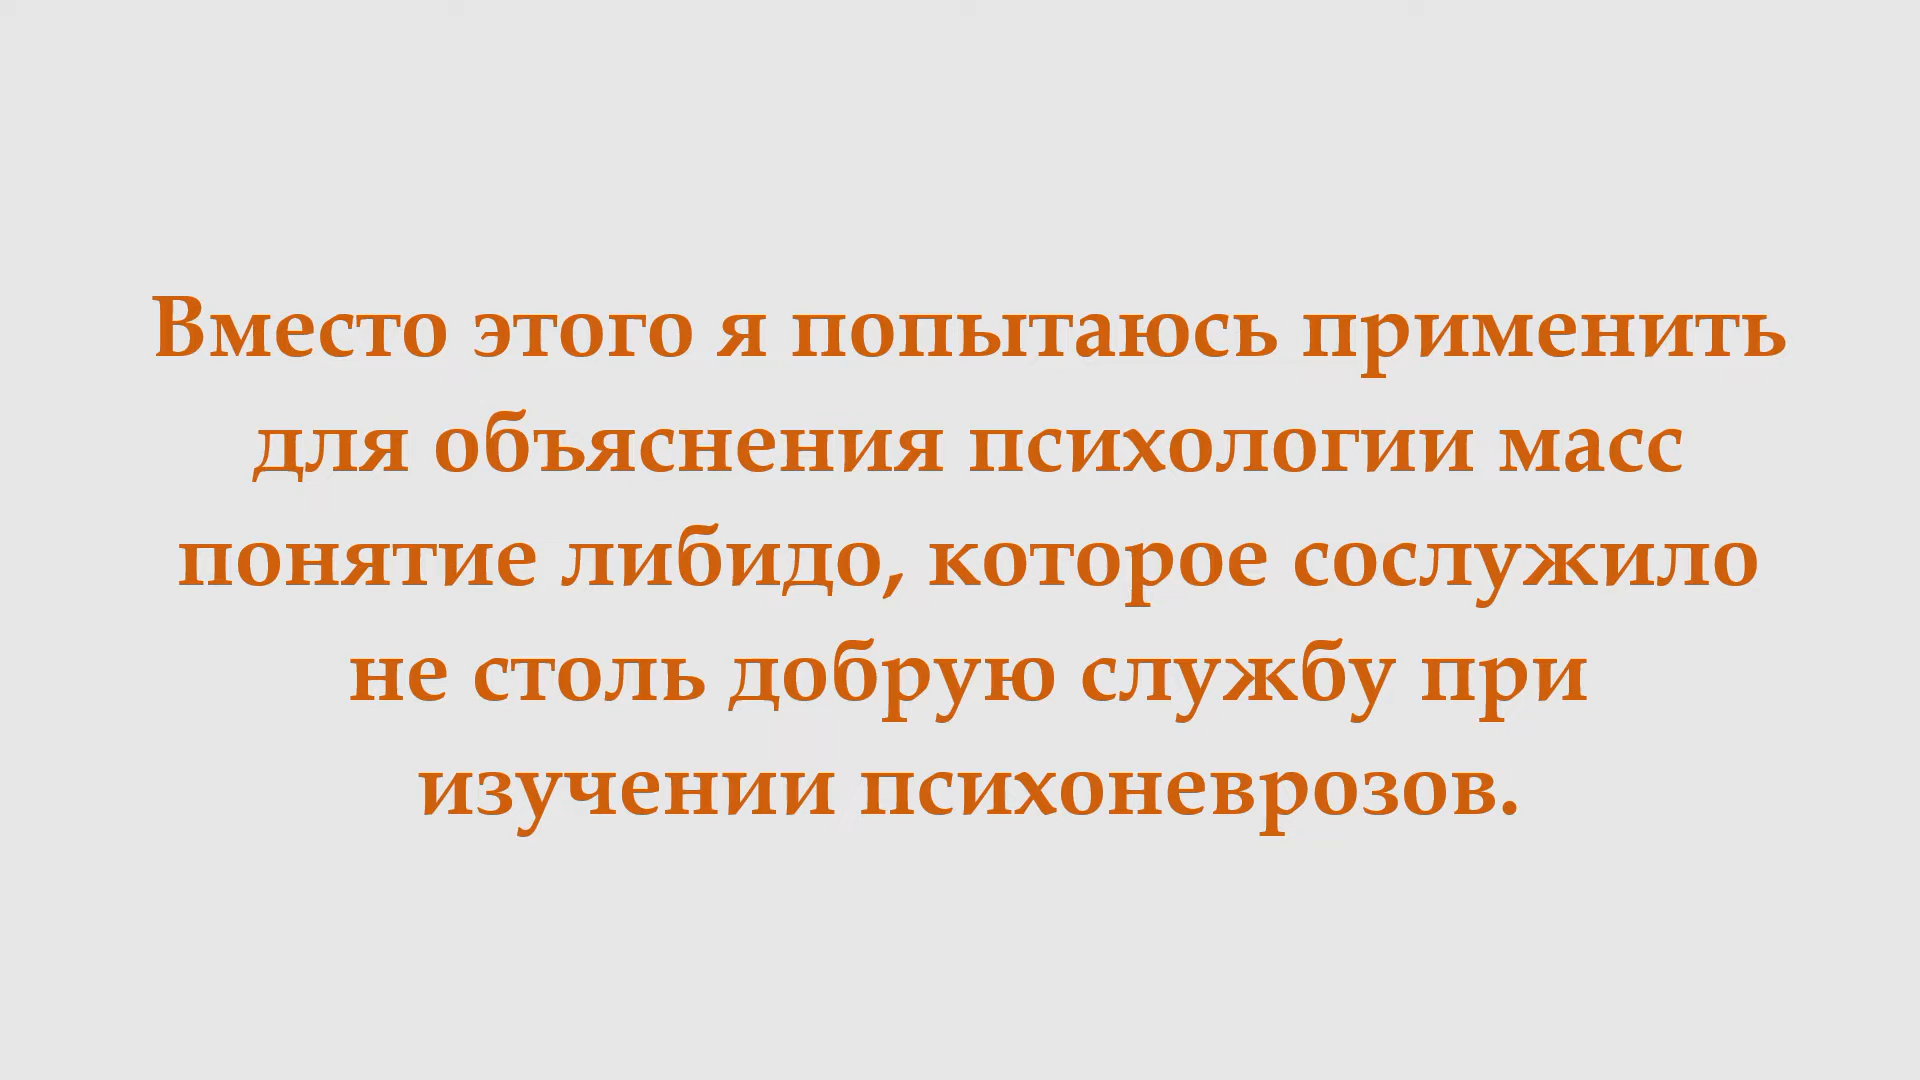 Вместо этого я попытаюсь применить
для объяснения психологии масс
понятие либидо, которое сослужило
не столь добрую службу при
изучении психоневрозов.